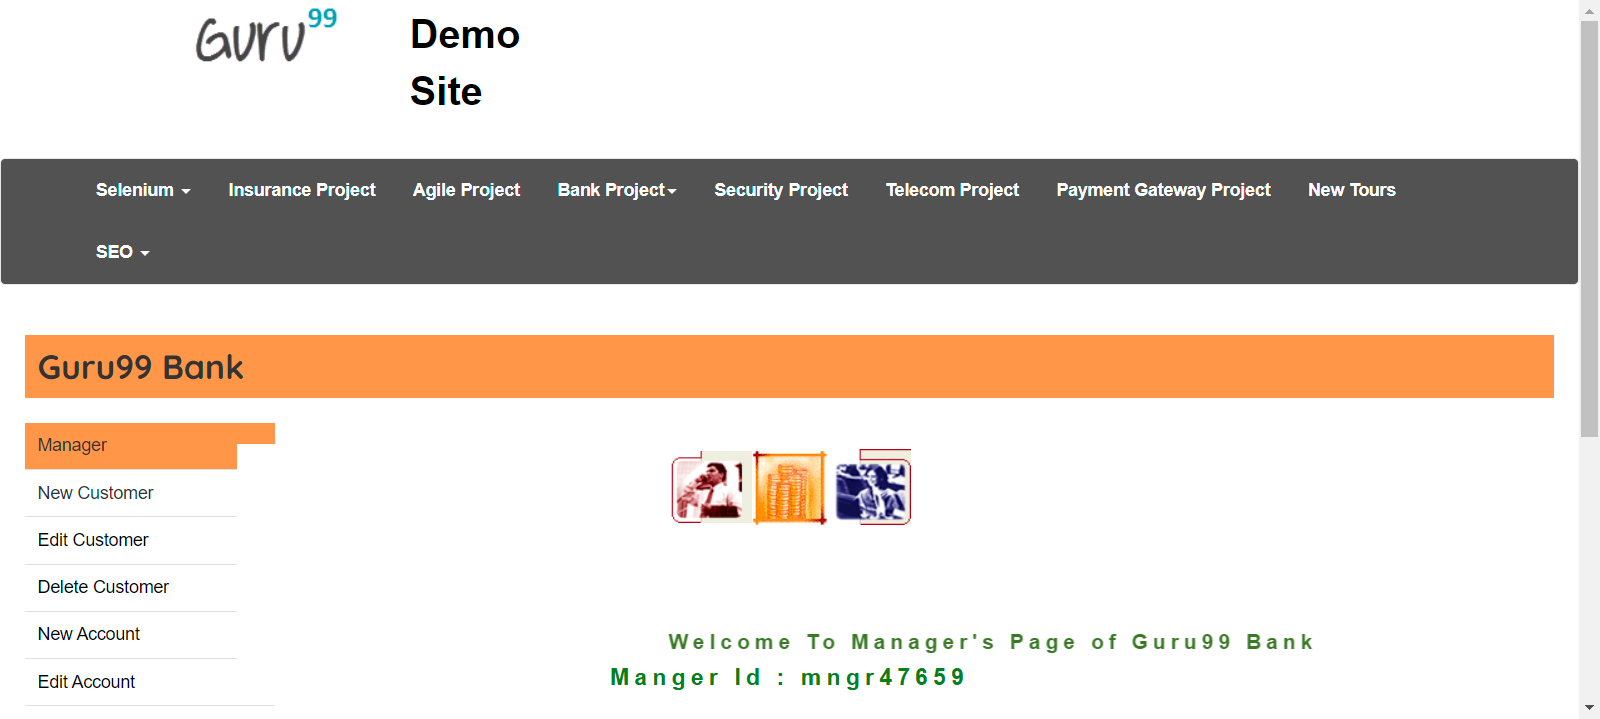 Guru99
Demo
Site
Selenium
Insurance Project
Agile Project
Bank Project
Security Project
Telecom Project
Payment Gateway Project
New Tours
SEO
Guru99 Bank
Manager
New Customer
Edit Customer
Delete Customer
New Account
Edit Account
Welcome To Manager's Page of Guru99 Bank
Manger Id : mngr47659